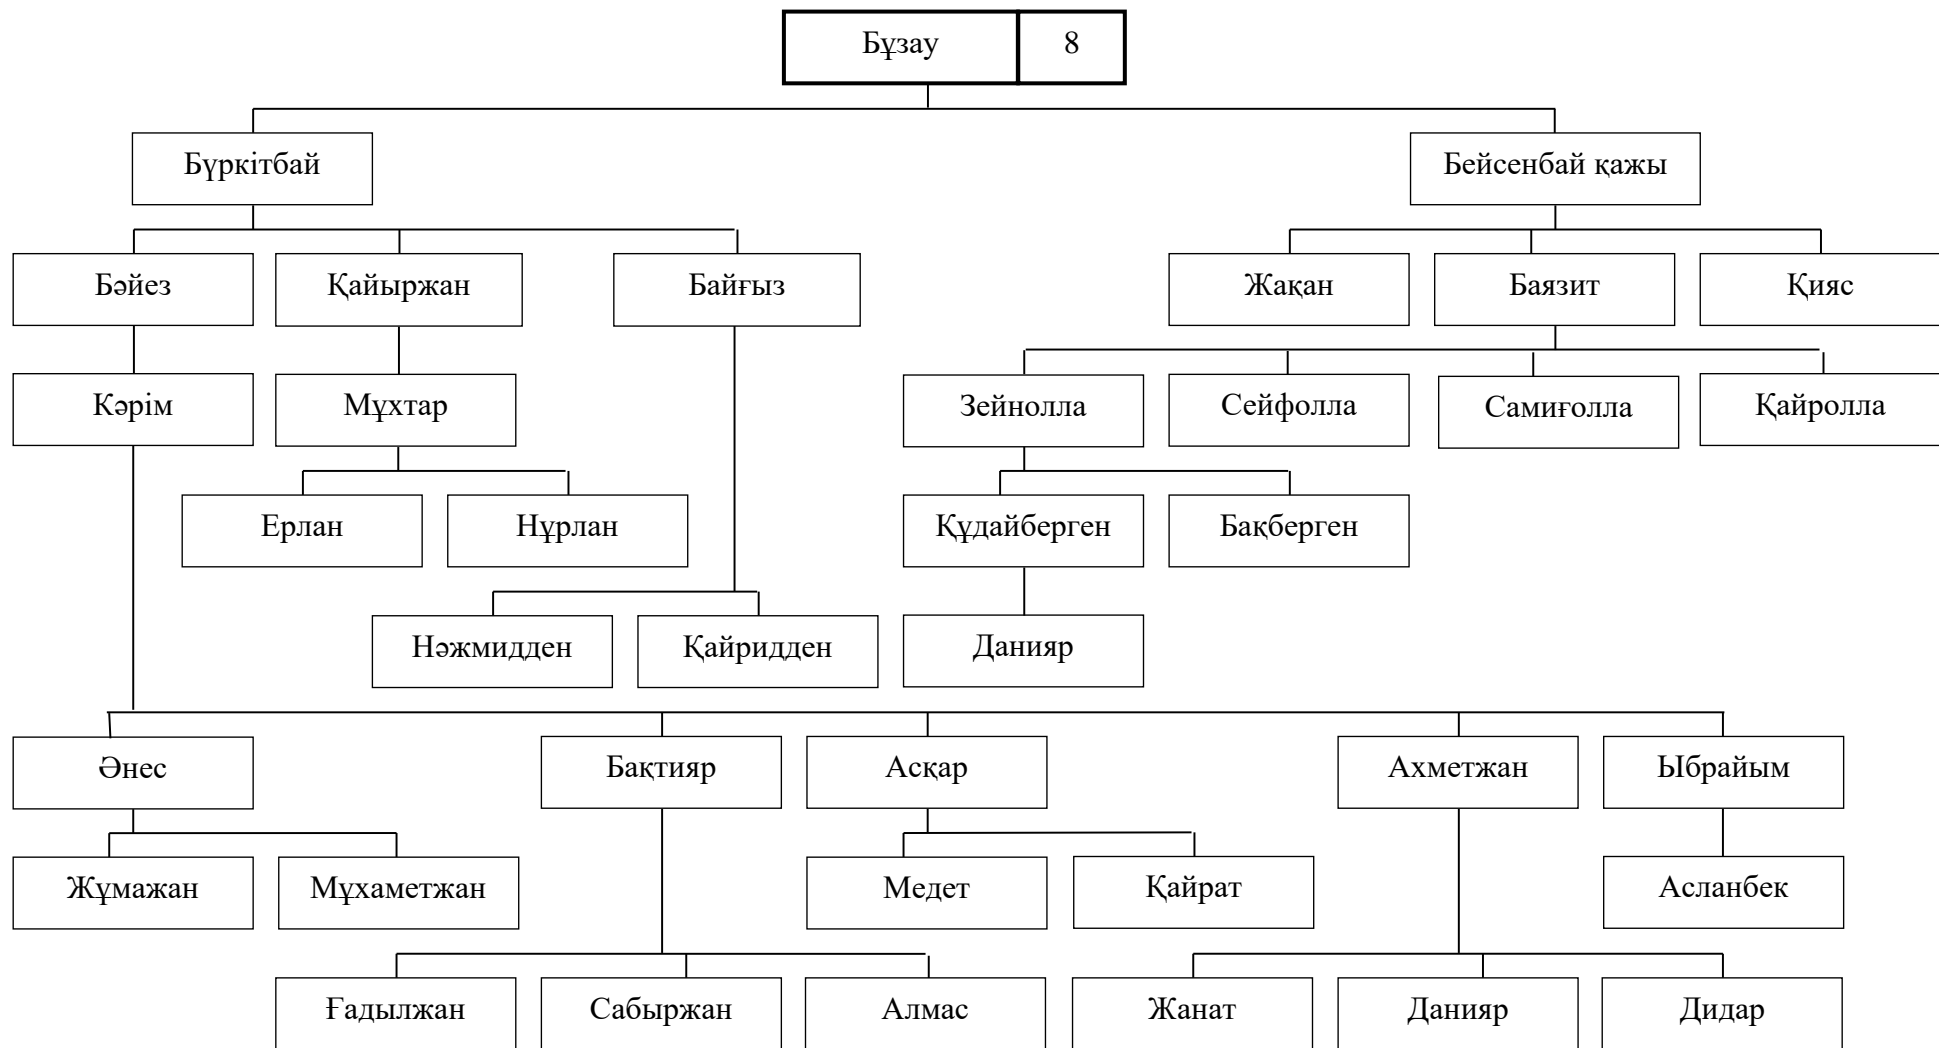 Бұзау 8
Бүркітбай Бейсенбай қажы
Бәйез Қайыржан Байғыз Жақан Баязит Қияс
Кәрім Мұхтар Зейнолла Сейфолла Самиғолла Қайролла
Ерлан Нұрлан Құдайберген Бақберген
Нәжмидден Қайридден Данияр
Әнес Бақтияр Асқар Ахметжан Ыбрайым
Жұмажан Мұхаметжан Медет Қайрат Асланбек
Ғадылжан Сабыржан Алмас Жанат Данияр Дидар